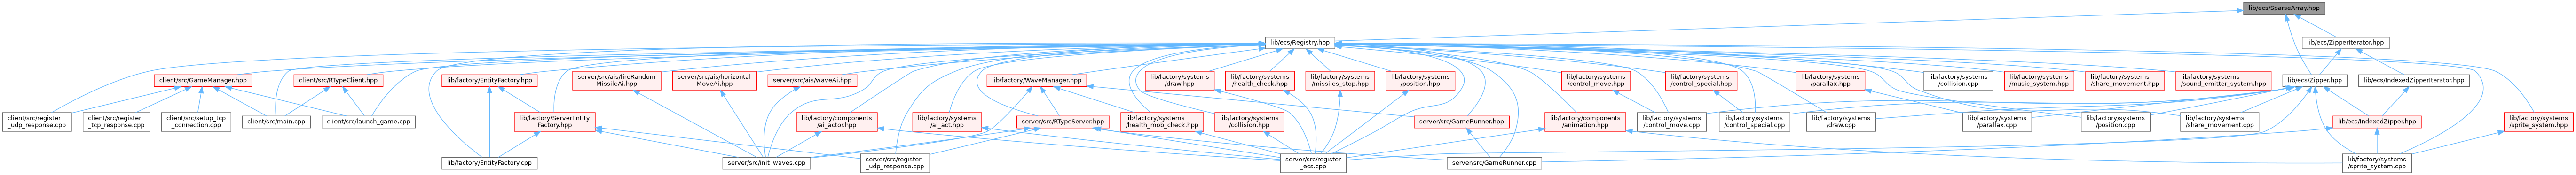 lib/ecs/SparseArray.hpp
lib/ecs/Registry.hpp
lib/ecs/ZipperIterator.hpp
client/src/GameManager.hpp
client/src/RTypeClient.hpp
lib/factory/EntityFactory.hpp
server/src/ais/fireRandom
MissileAi.hpp
server/src/ais/horizontal
MoveAi.hpp
server/src/ais/waveAi.hpp
lib/factory/WaveManager.hpp
lib/factory/systems
/draw.hpp
lib/factory/systems
/health_check.hpp
lib/factory/systems
/missiles_stop.hpp
lib/factory/systems
/position.hpp
lib/factory/systems
/control_move.hpp
lib/factory/systems
/control_special.hpp
lib/factory/systems
/parallax.hpp
lib/factory/systems
/collision.cpp
lib/factory/systems
/music_system.hpp
lib/factory/systems
/share_movement.hpp
lib/factory/systems
/sound_emitter_system.hpp
lib/ecs/Zipper.hpp
lib/ecs/IndexedZipperIterator.hpp
client/src/register
_udp_response.cpp
client/src/register
_tcp_response.cpp
client/src/setup_tcp
_connection.cpp
client/src/main.cpp
client/src/launch_game.cpp
lib/factory/ServerEntity
Factory.hpp
lib/factory/components
/ai_actor.hpp
lib/factory/systems
/ai_act.hpp
server/src/RTypeServer.hpp
lib/factory/systems
/health_mob_check.hpp
lib/factory/systems
/collision.hpp
server/src/GameRunner.hpp
lib/factory/components
/animation.hpp
lib/factory/systems
/control_move.cpp
lib/factory/systems
/control_special.cpp
lib/factory/systems
/draw.cpp
lib/factory/systems
/parallax.cpp
lib/factory/systems
/position.cpp
lib/factory/systems
/share_movement.cpp
lib/ecs/IndexedZipper.hpp
lib/factory/systems
/sprite_system.hpp
lib/factory/EntityFactory.cpp
server/src/init_waves.cpp
server/src/register
_udp_response.cpp
server/src/register
_ecs.cpp
server/src/GameRunner.cpp
lib/factory/systems
/sprite_system.cpp